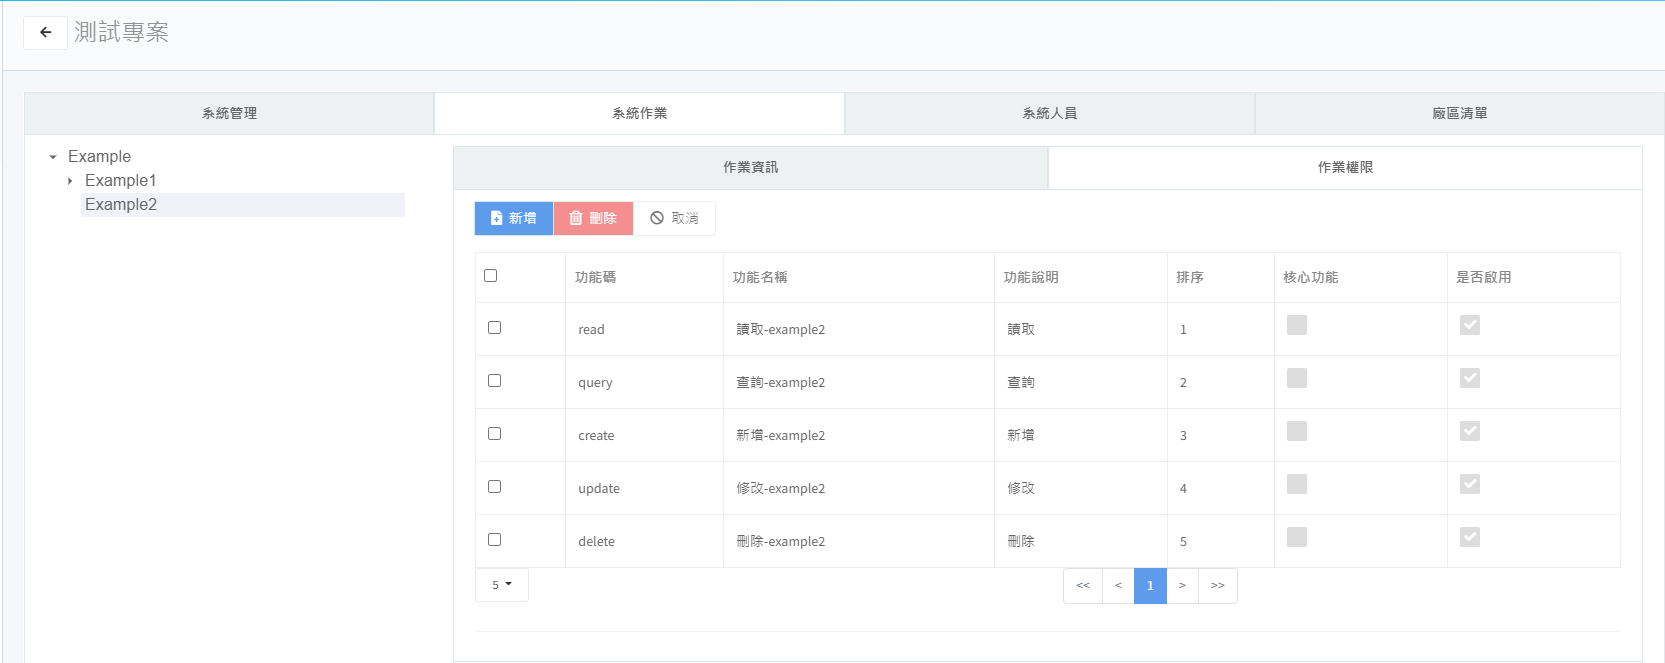 測試專案
系統管理 系統作業 系統人員 廠區清單
Example
Example1
Example2
作業資訊 作業權限
新增 刪除 取消
功能碼 功能名稱 功能說明 排序 核心功能 是否啟用
read 讀取-example2 讀取 1
query 查詢-example2 查詢 2
create 新增-example2 新增 3
update 修改-example2 修改 4
delete 刪除-example2 刪除 5
5 << < 1 > >>